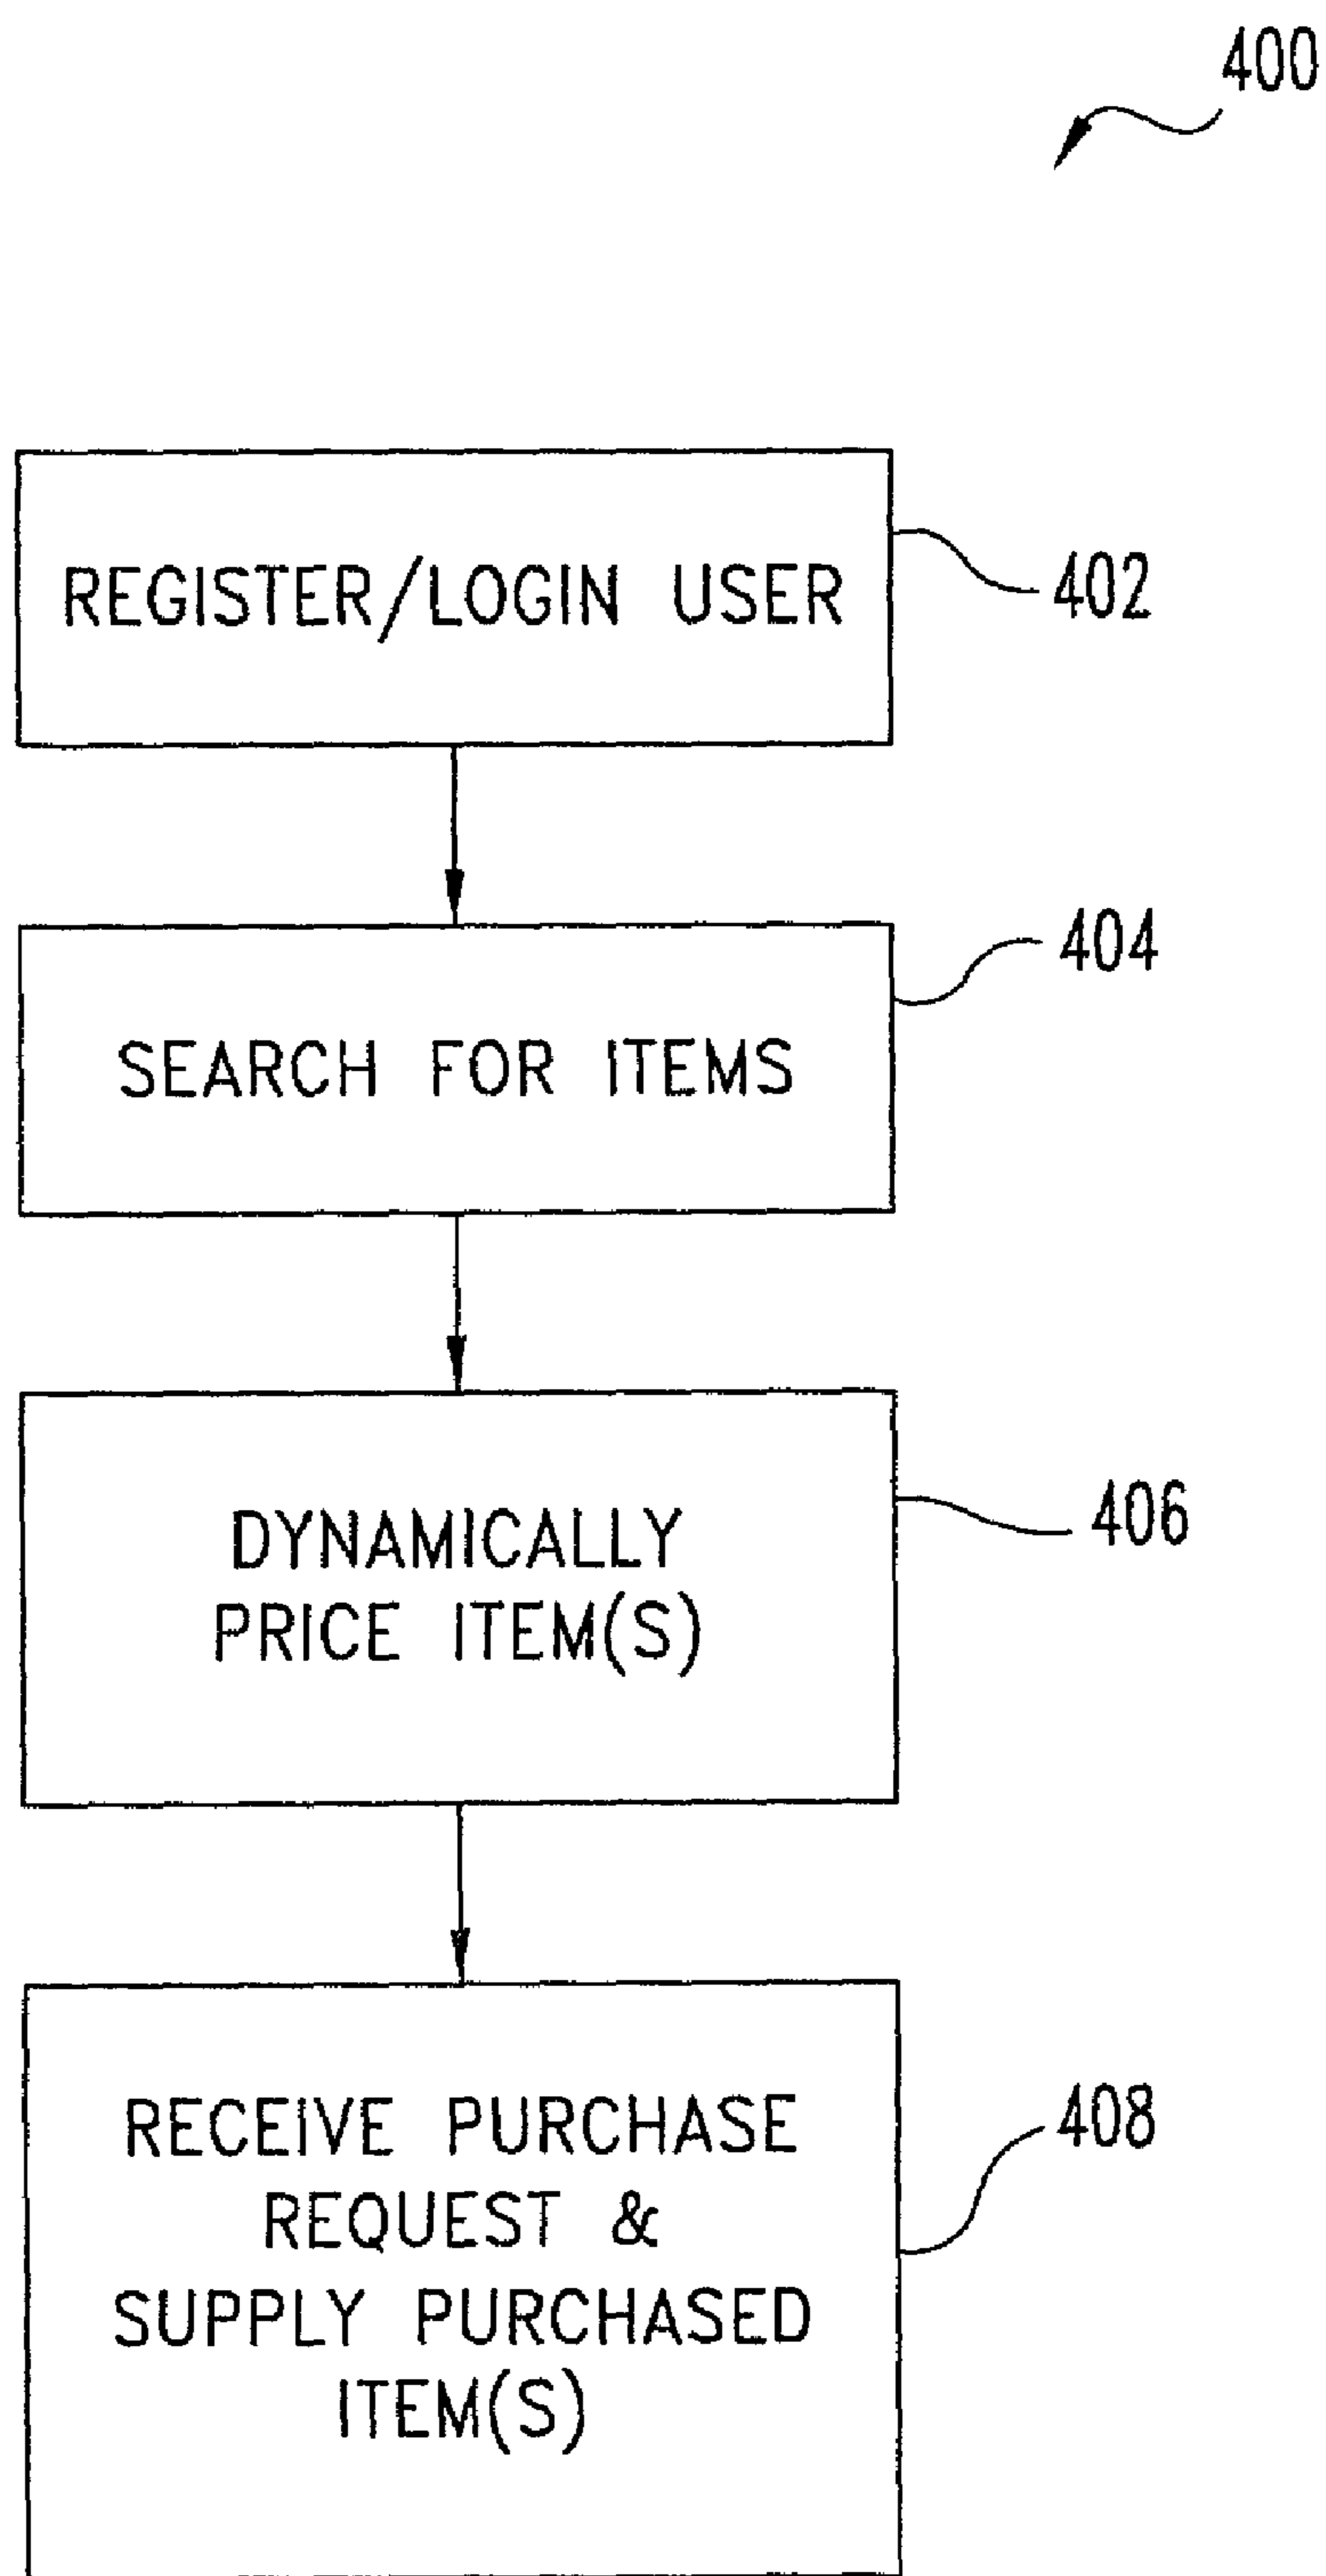 400
REGISTER/LOGIN USER
402
SEARCH FOR ITEMS
404
DYNAMICALLY
PRICE ITEM(S)
406
RECEIVE PURCHASE
REQUEST &
SUPPLY PURCHASED
ITEM(S)
408